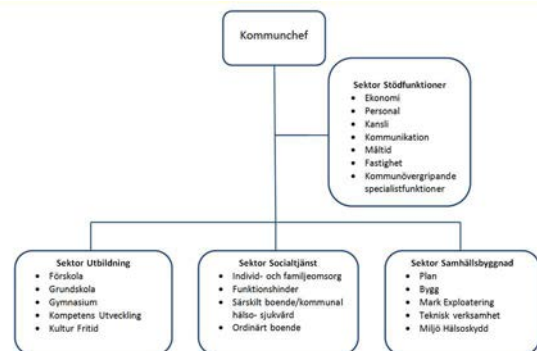 Kommunchef
Sektor Stödfunktioner
Ekonomi
Personal
Kansli
Kommunikation
Måltid
Fastighet
Kommunövergripande
specialistfunktioner
Sektor Utbildning
Förskola
Grundskola
Gymnasium
Kompetens Utveckling
Kultur Fritid
Sektor Socialtjänst
Individ- och familjeomsorg
Funktionshinder
Särskilt boende/kommunal
hälso- sjukvård
Ordinärt boende
Sektor Samhällsbyggnad
Plan
Bygg
Mark Exploatering
Teknisk verksamhet
Miljö Hälsoskydd